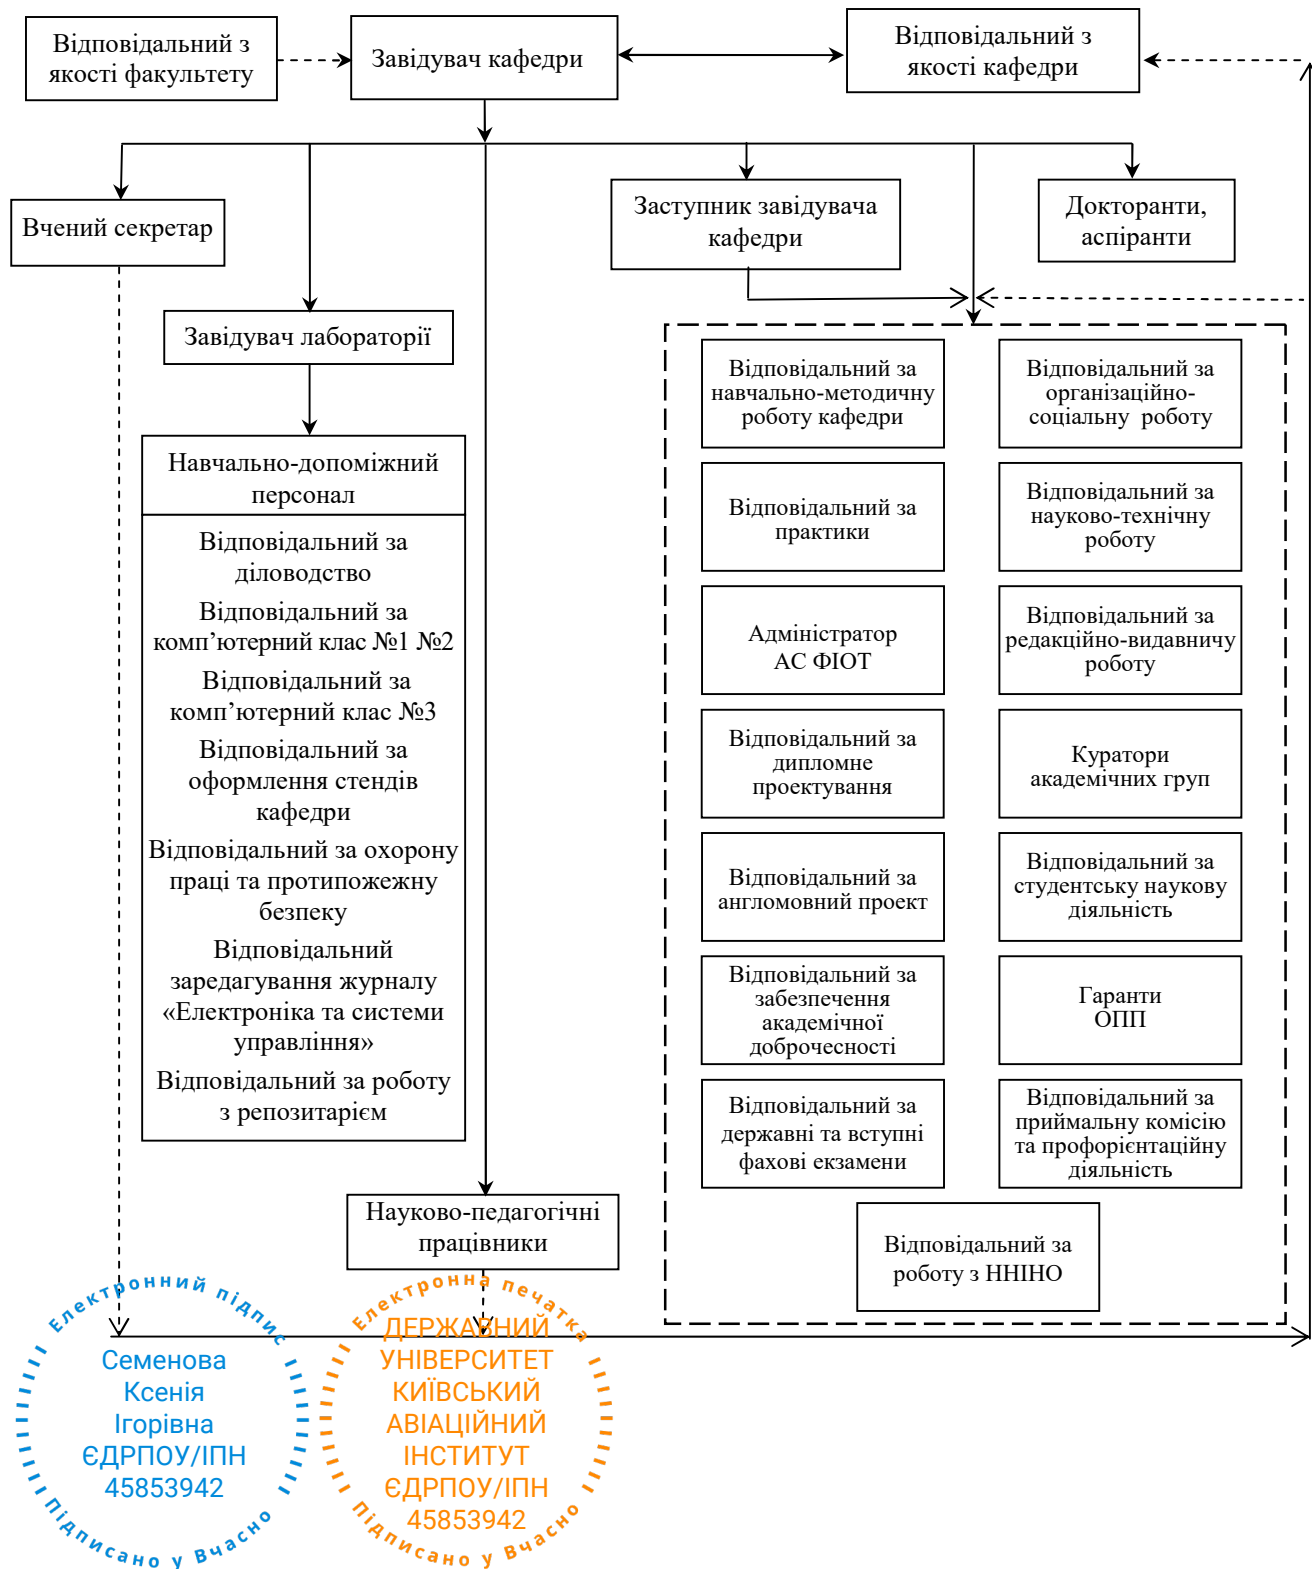 Відповідальний з
якості факультету
Завідувач кафедри
Відповідальний з
якості кафедри
Вчений секретар
Заступник завідувача
кафедри
Докторанти,
аспіранти
Завідувач лабораторії
Навчально-допоміжний
персонал
Відповідальний за
діловодство
Відповідальний за
комп’ютерний клас №1 №2
Відповідальний за
комп’ютерний клас №3
Відповідальний за
оформлення стендів
кафедри
Відповідальний за охорону
праці та протипожежну
безпеку
Відповідальний
заредагування журналу
«Електроніка та системи
управління»
Відповідальний за роботу
з репозитарієм
Відповідальний за
навчально-методичну
роботу кафедри
Відповідальний за
організаційно-
соціальну роботу
Відповідальний за
практики
Відповідальний за
науково-технічну
роботу
Адміністратор
АС ФІОТ
Відповідальний за
редакційно-видавничу
роботу
Відповідальний за
дипломне
проектування
Куратори
академічних груп
Відповідальний за
англомовний проект
Відповідальний за
студентську наукову
діяльність
Відповідальний за
забезпечення
академічної
доброчесності
Гаранти
ОПП
Відповідальний за
державні та вступні
фахові екзамени
Відповідальний за
приймальну комісію
та профорієнтаційну
діяльність
Відповідальний за
роботу з ННІНО
Науково-педагогічні
працівники
Електронний підпис
Семенова
Ксенія
Ігорівна
ЄДРПОУ/ІПН
45853942
Підписано у Вчасно
Електронна печатка
ДЕРЖАВНИЙ
УНІВЕРСИТЕТ
КИЇВСЬКИЙ
АВІАЦІЙНИЙ
ІНСТИТУТ
ЄДРПОУ/ІПН
45853942
Підписано у Вчасно